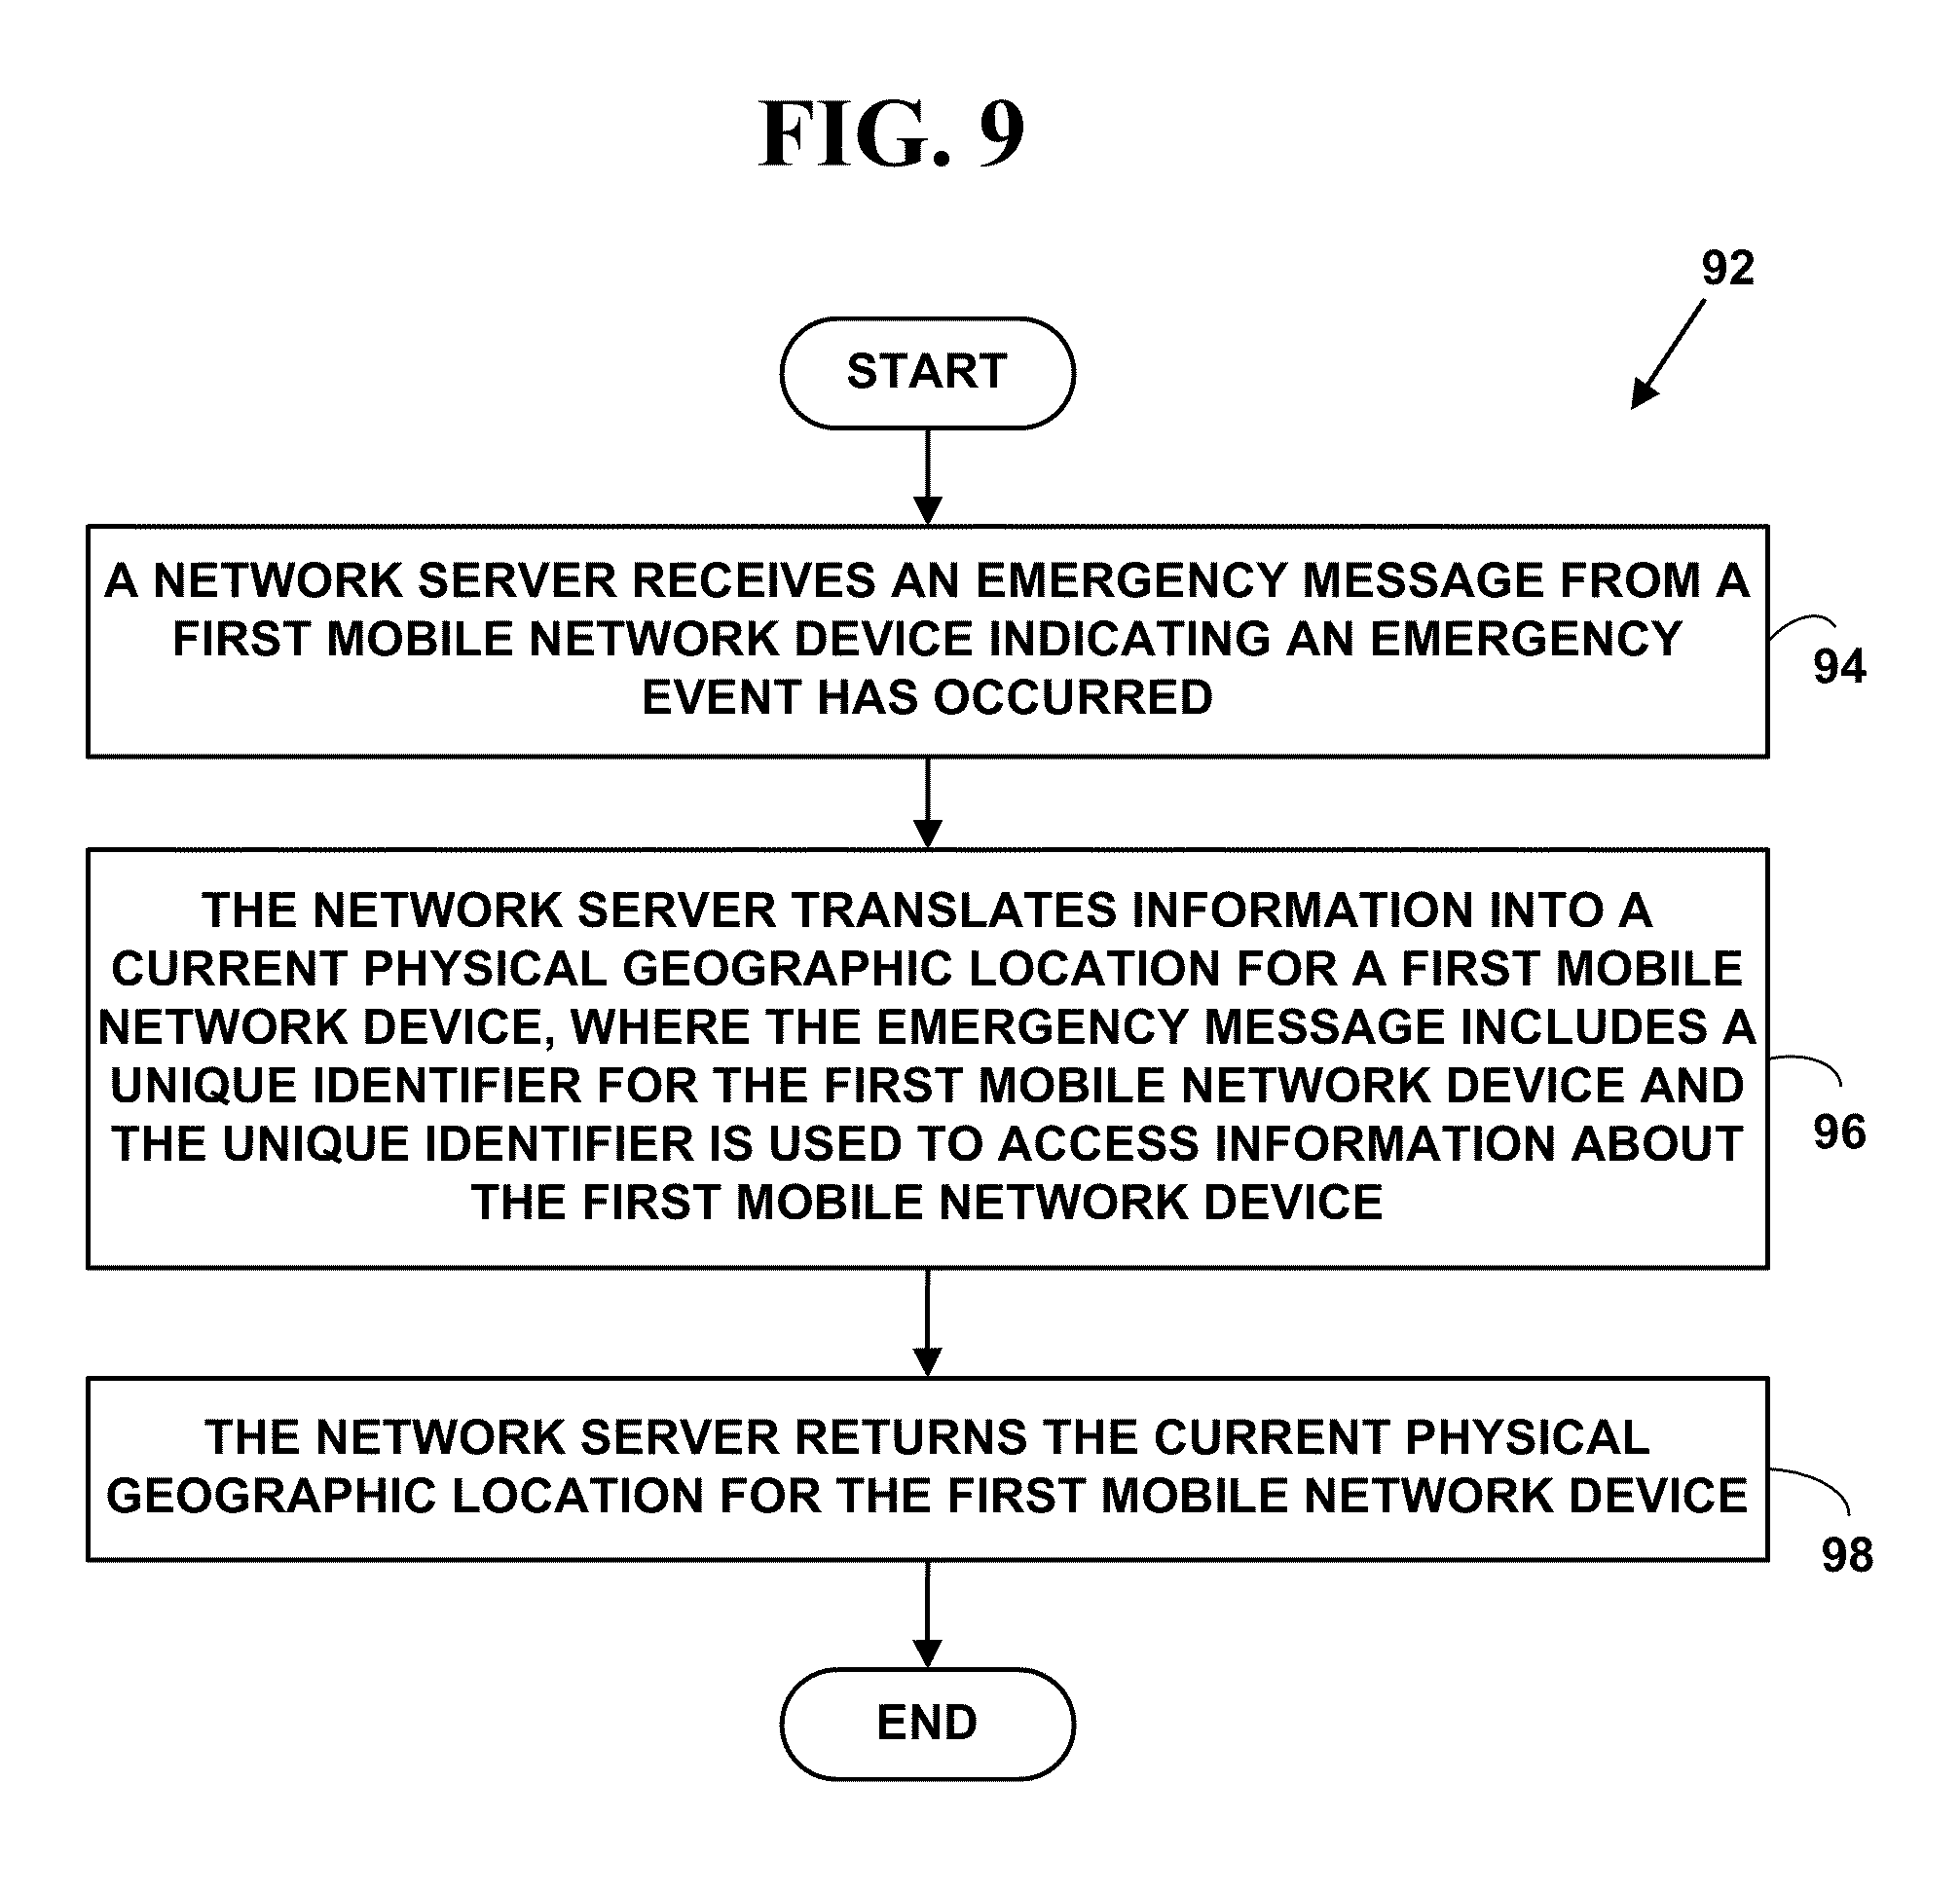 FIG. 9
92
START
A NETWORK SERVER RECEIVES AN EMERGENCY MESSAGE FROM A
FIRST MOBILE NETWORK DEVICE INDICATING AN EMERGENCY
EVENT HAS OCCURRED
94
THE NETWORK SERVER TRANSLATES INFORMATION INTO A
CURRENT PHYSICAL GEOGRAPHIC LOCATION FOR A FIRST MOBILE
NETWORK DEVICE, WHERE THE EMERGENCY MESSAGE INCLUDES A
UNIQUE IDENTIFIER FOR THE FIRST MOBILE NETWORK DEVICE AND
THE UNIQUE IDENTIFIER IS USED TO ACCESS INFORMATION ABOUT
THE FIRST MOBILE NETWORK DEVICE
96
THE NETWORK SERVER RETURNS THE CURRENT PHYSICAL
GEOGRAPHIC LOCATION FOR THE FIRST MOBILE NETWORK DEVICE
98
END